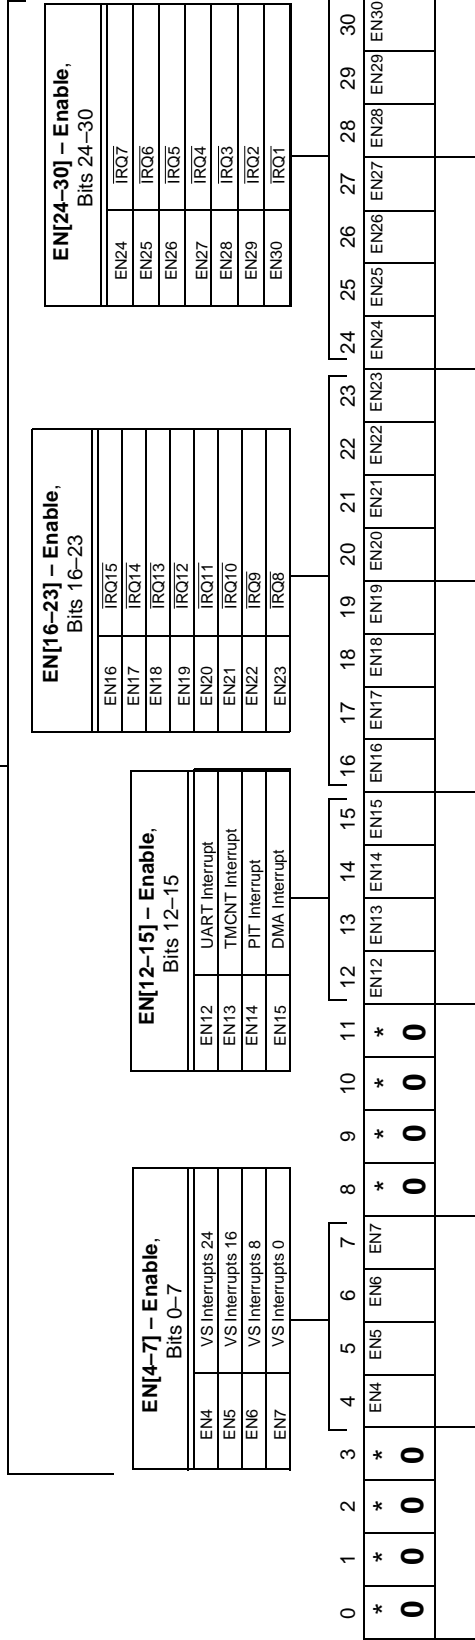 EN[4–7] – Enable,
Bits 0–7
EN4 VS Interrupts 24
EN5 VS Interrupts 16
EN6 VS Interrupts 8
EN7 VS Interrupts 0
EN[12–15] – Enable,
Bits 12–15
EN12 UART Interrupt
EN13 TMCNT Interrupt
EN14 PIT Interrupt
EN15 DMA Interrupt
EN[16–23] – Enable,
Bits 16–23
EN16 IRQ15
EN17 IRQ14
EN18 IRQ13
EN19 IRQ12
EN20 IRQ11
EN21 IRQ10
EN22 IRQ9
EN23 IRQ8
EN[24–30] – Enable,
Bits 24–30
EN24 IRQ7
EN25 IRQ6
EN26 IRQ5
EN27 IRQ4
EN28 IRQ3
EN29 IRQ2
EN30 IRQ1
0 1 2 3 4 5 6 7 8 9 10 11 12 13 14 15 16 17 18 19 20 21 22 23 24 25 26 27 28 29 30
* * * * EN4 EN5 EN6 EN7 * * * * EN12 EN13 EN14 EN15 EN16 EN17 EN18 EN19 EN20 EN21 EN22 EN23 EN24 EN25 EN26 EN27 EN28 EN29 EN30
0 0 0 0 0 0 0 0